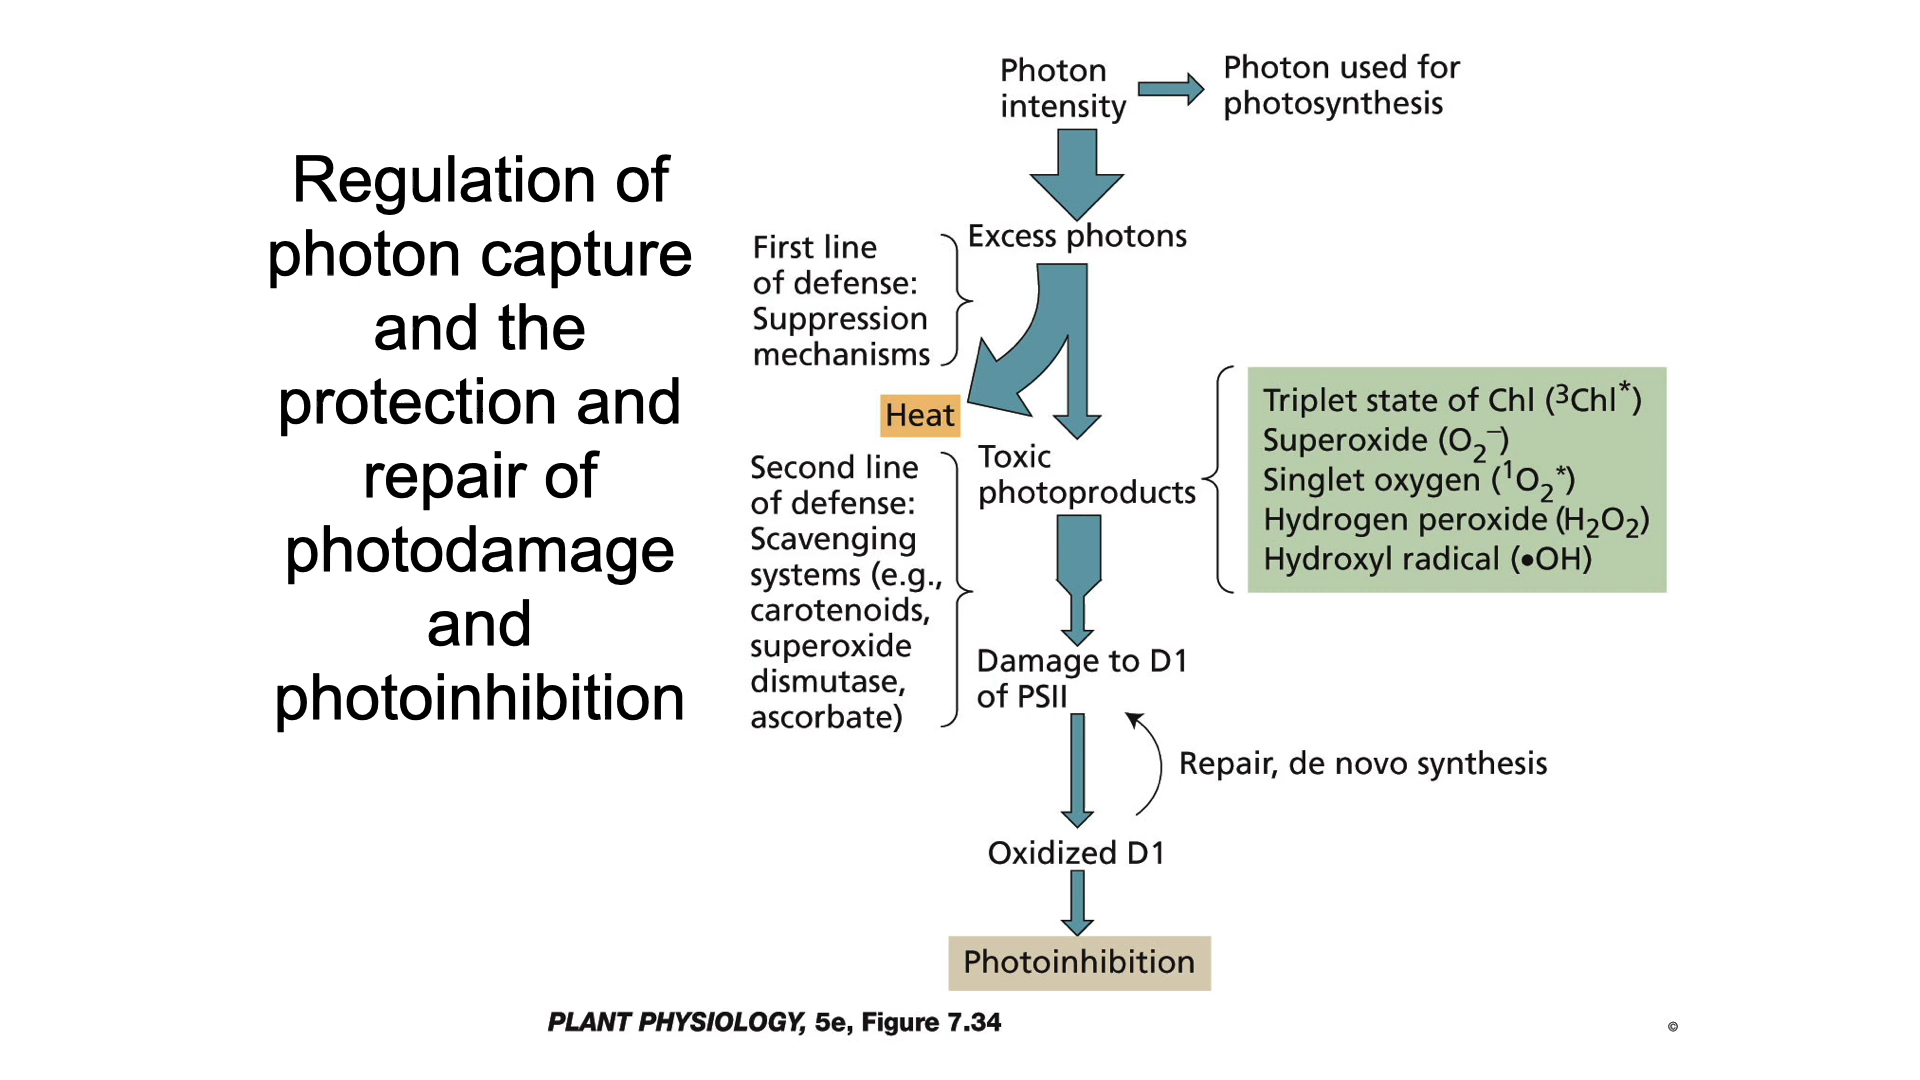 Regulation of
photon capture
and the
protection and
repair of
photodamage
and
photoinhibition
Photon
intensity
Photon used for
photosynthesis
Excess photons
First line
of defense:
Suppression
mechanisms
Heat
Toxic
photoproducts
Triplet state of Chl (³Chl*)
Superoxide (O₂⁻)
Singlet oxygen (¹O₂*)
Hydrogen peroxide (H₂O₂)
Hydroxyl radical (•OH)
Second line
of defense:
Scavenging
systems (e.g.,
carotenoids,
superoxide
dismutase,
ascorbate)
Damage to D1
of PSII
Repair, de novo synthesis
Oxidized D1
Photoinhibition
PLANT PHYSIOLOGY, 5e, Figure 7.34
©